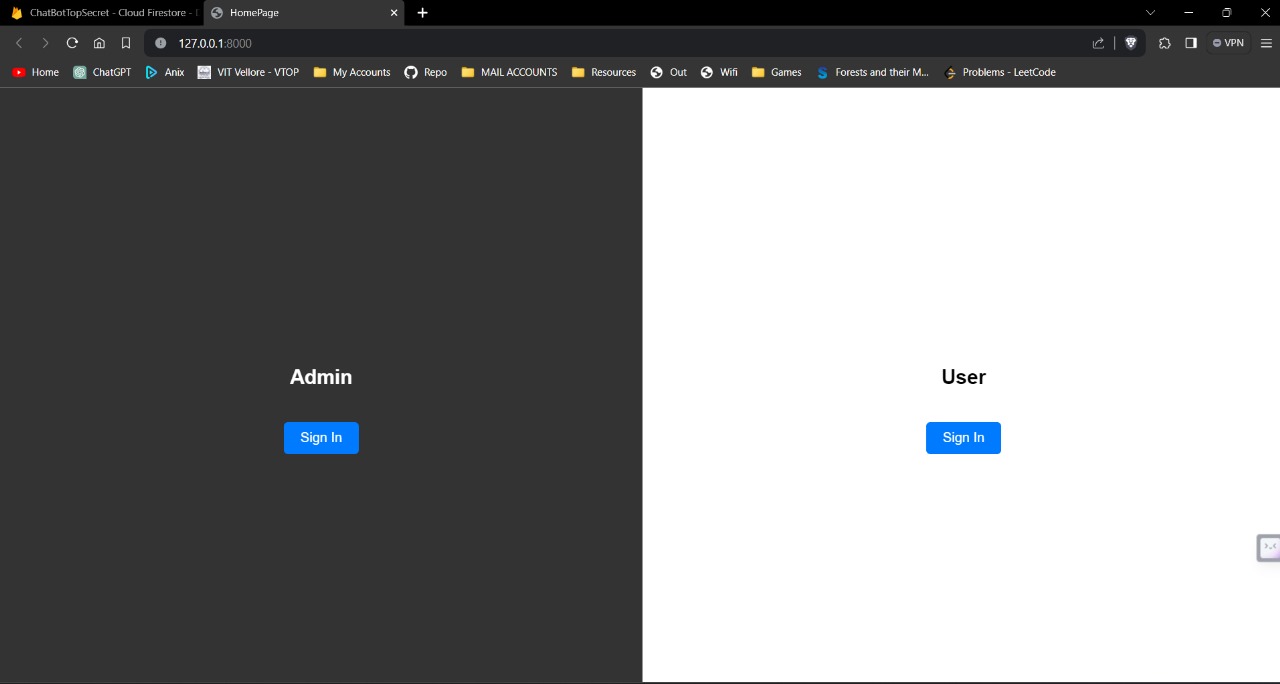 ChatBotTopSecret - Cloud Firestore -
HomePage
127.0.0.1:8000
VPN
Home ChatGPT Anix VIT Vellore - VTOP My Accounts Repo MAIL ACCOUNTS Resources Out Wifi Games Forests and their M... Problems - LeetCode
Admin
Sign In
User
Sign In